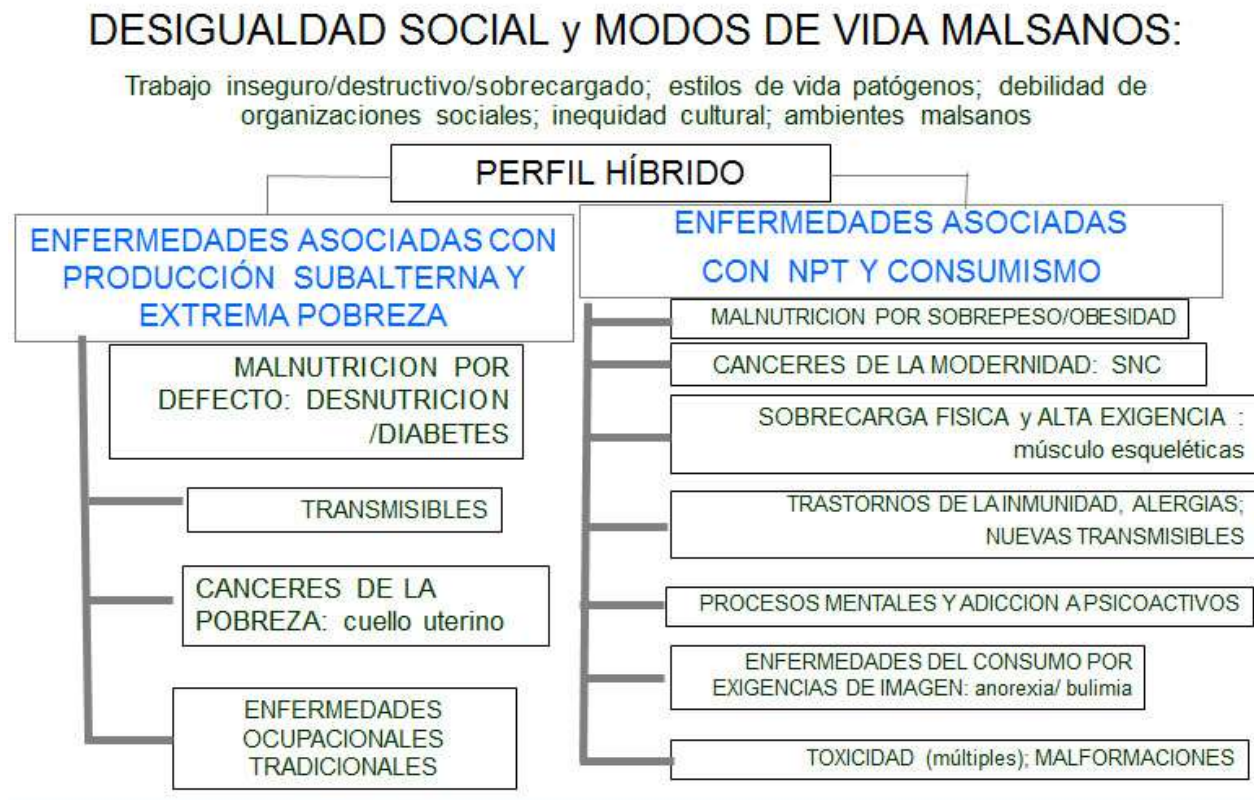 DESIGUALDAD SOCIAL y MODOS DE VIDA MALSANOS:
Trabajo inseguro/destructivo/sobrecargado; estilos de vida patógenos; debilidad de
organizaciones sociales; inequidad cultural; ambientes malsanos
PERFIL HÍBRIDO
ENFERMEDADES ASOCIADAS CON
PRODUCCIÓN SUBALTERNA Y
EXTREMA POBREZA
MALNUTRICION POR
DEFECTO: DESNUTRICION
/DIABETES
TRANSMISIBLES
CANCERES DE LA
POBREZA: cuello uterino
ENFERMEDADES
OCUPACIONALES
TRADICIONALES
ENFERMEDADES ASOCIADAS
CON NPT Y CONSUMISMO
MALNUTRICION POR SOBREPESO/OBESIDAD
CANCERES DE LA MODERNIDAD: SNC
SOBRECARGA FISICA y ALTA EXIGENCIA :
músculo esqueléticas
TRASTORNOS DE LA INMUNIDAD, ALERGIAS;
NUEVAS TRANSMISIBLES
PROCESOS MENTALES Y ADICCION A PSICOACTIVOS
ENFERMEDADES DEL CONSUMO POR
EXIGENCIAS DE IMAGEN: anorexia/ bulimia
TOXICIDAD (múltiples); MALFORMACIONES